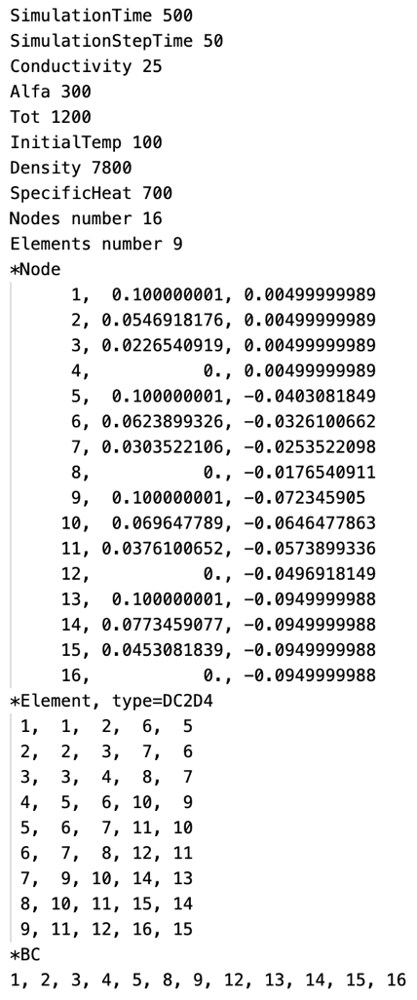 SimulationTime 500
SimulationStepTime 50
Conductivity 25
Alfa 300
Tot 1200
InitialTemp 100
Density 7800
SpecificHeat 700
Nodes number 16
Elements number 9
*Node
      1,  0.100000001, 0.00499999989
      2, 0.0546918176, 0.00499999989
      3, 0.0226540919, 0.00499999989
      4,           0., 0.00499999989
      5,  0.100000001, -0.0403081849
      6, 0.0623899326, -0.0326100662
      7, 0.0303522106, -0.0253522098
      8,           0., -0.0176540911
      9,  0.100000001, -0.072345905
     10,  0.069647789, -0.0646477863
     11, 0.0376100652, -0.0573899336
     12,           0., -0.0496918149
     13,  0.100000001, -0.0949999988
     14, 0.0773459077, -0.0949999988
     15, 0.0453081839, -0.0949999988
     16,           0., -0.0949999988
*Element, type=DC2D4
 1,  1,  2,  6,  5
 2,  2,  3,  7,  6
 3,  3,  4,  8,  7
 4,  5,  6, 10,  9
 5,  6,  7, 11, 10
 6,  7,  8, 12, 11
 7,  9, 10, 14, 13
 8, 10, 11, 15, 14
 9, 11, 12, 16, 15
*BC
1, 2, 3, 4, 5, 8, 9, 12, 13, 14, 15, 16